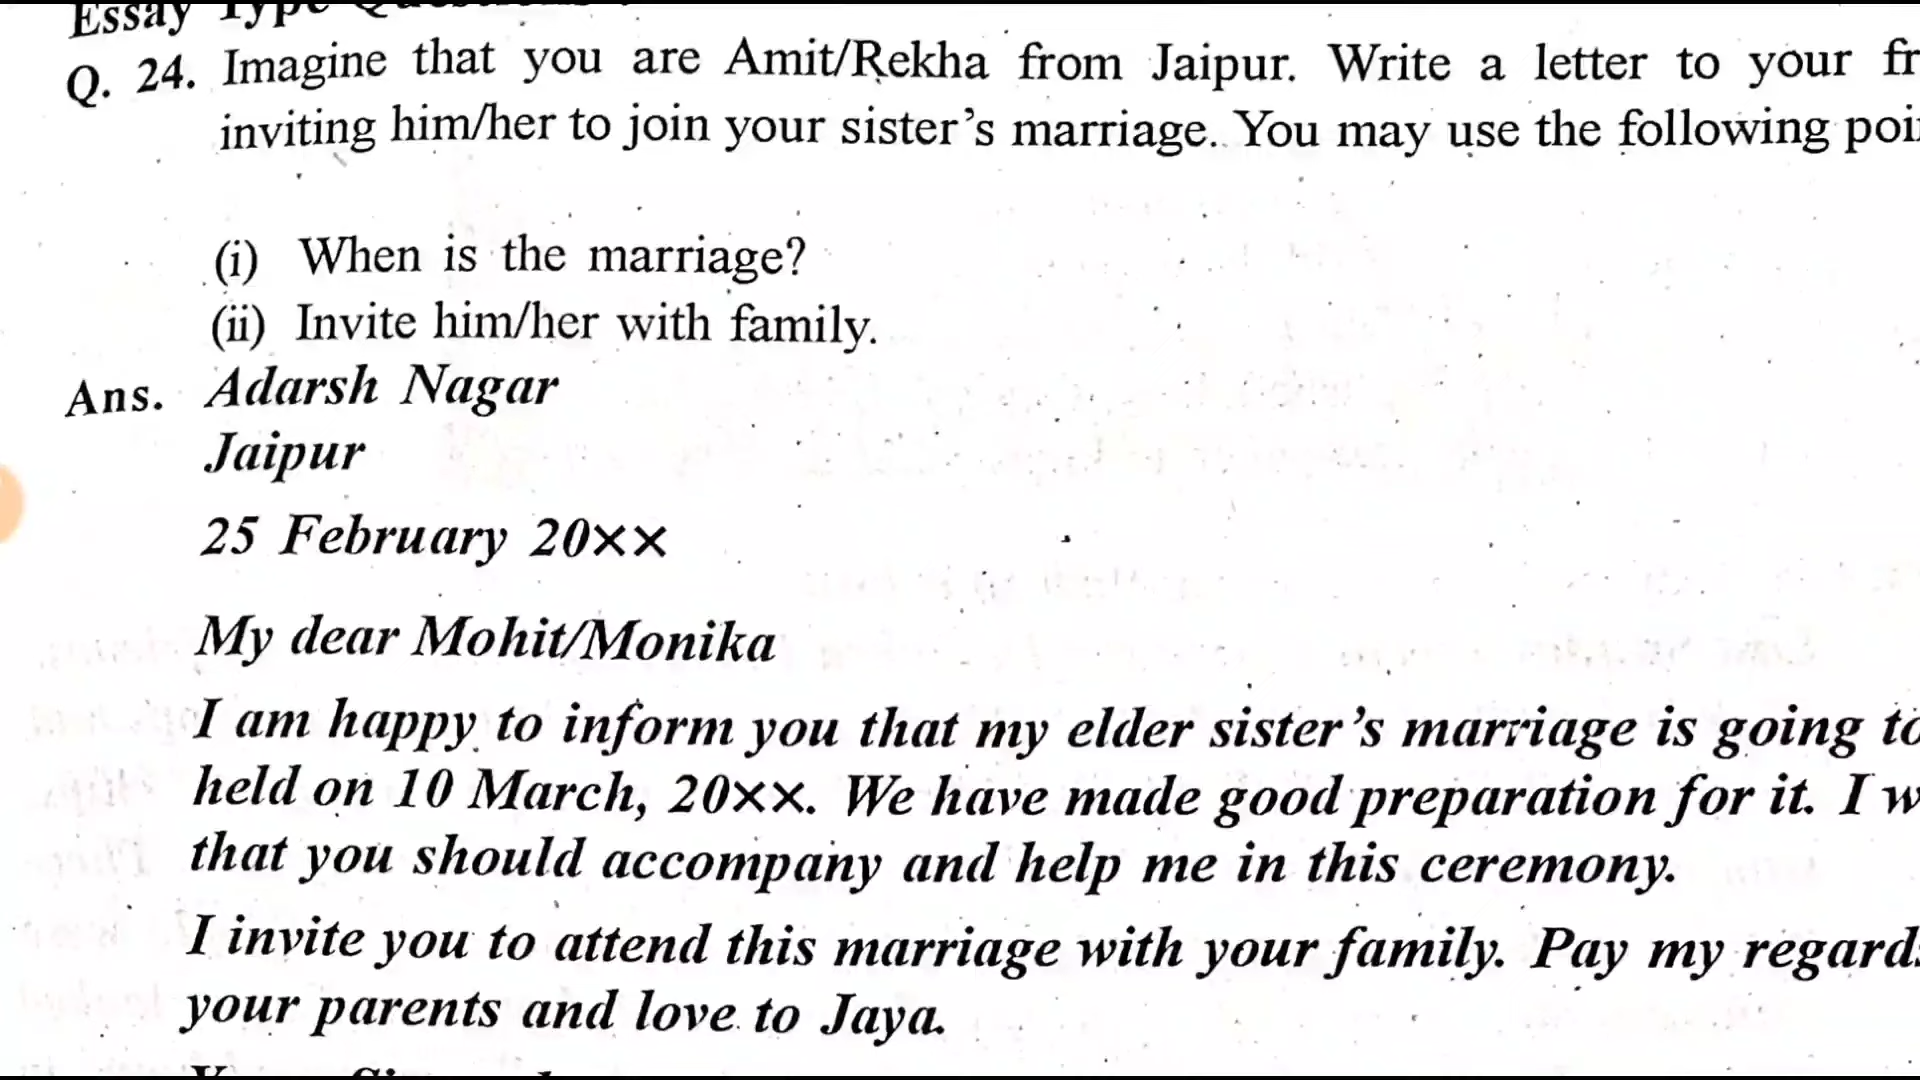 Essay Type Questions :
Q. 24. Imagine that you are Amit/Rekha from Jaipur. Write a letter to your fr
inviting him/her to join your sister's marriage. You may use the following poi
(i) When is the marriage?
(ii) Invite him/her with family.
Ans. Adarsh Nagar
Jaipur
25 February 20××
My dear Mohit/Monika
I am happy to inform you that my elder sister's marriage is going to
held on 10 March, 20××. We have made good preparation for it. I w
that you should accompany and help me in this ceremony.
I invite you to attend this marriage with your family. Pay my regards
your parents and love to Jaya.